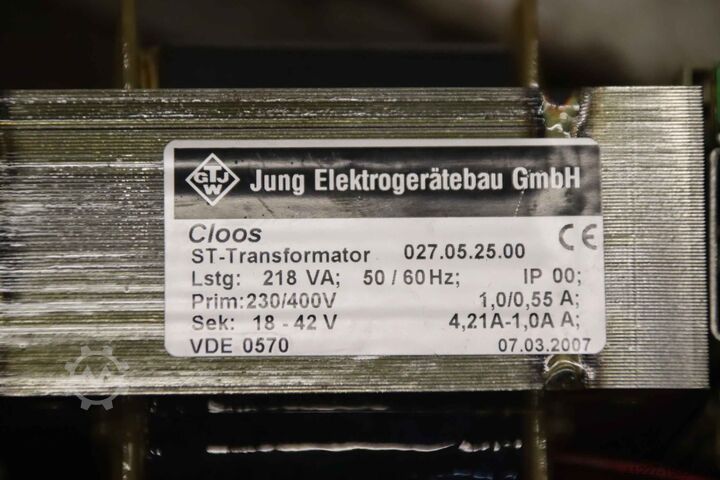 GTJ
W
Jung Elektrogerätebau GmbH
Cloos
CE
ST-Transformator 027.05.25.00
Lstg: 218 VA; 50 / 60 Hz; IP 00;
Prim:230/400V 1,0/0,55 A;
Sek: 18 - 42 V 4,21A-1,0A A;
VDE 0570 07.03.2007